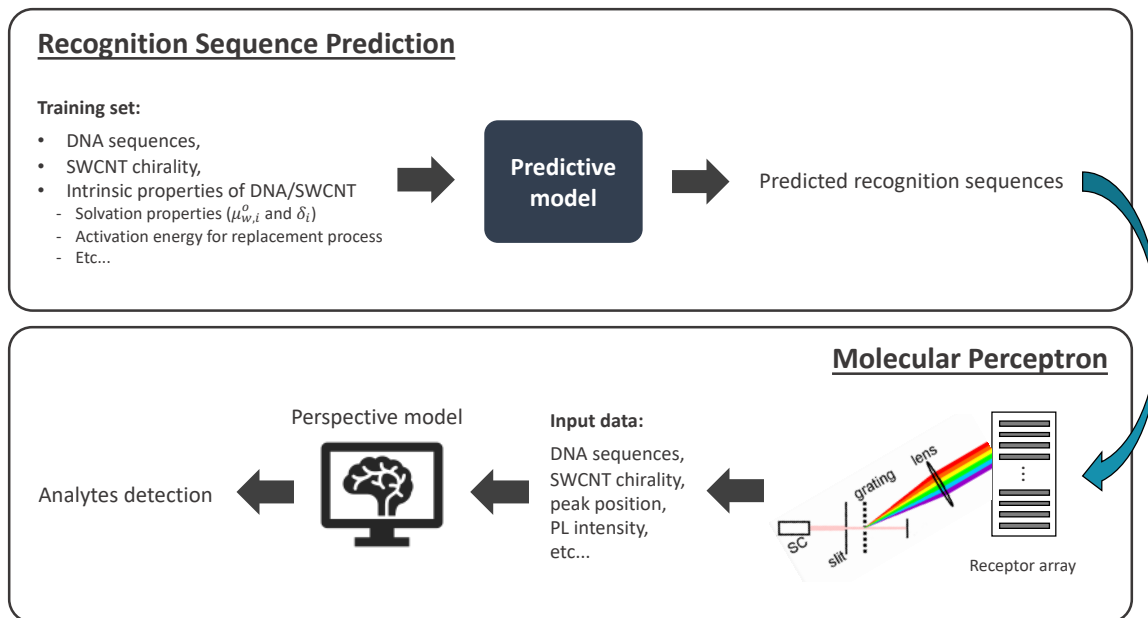 Recognition Sequence Prediction
Training set:
• DNA sequences,
• SWCNT chirality,
• Intrinsic properties of DNA/SWCNT
- Solvation properties (μ°w,i and δi)
- Activation energy for replacement process
- Etc...
Predictive
model
Predicted recognition sequences
Molecular Perceptron
Perspective model
Analytes detection
Input data:
DNA sequences,
SWCNT chirality,
peak position,
PL intensity,
etc...
SC
slit
grating
lens
⋮
Receptor array